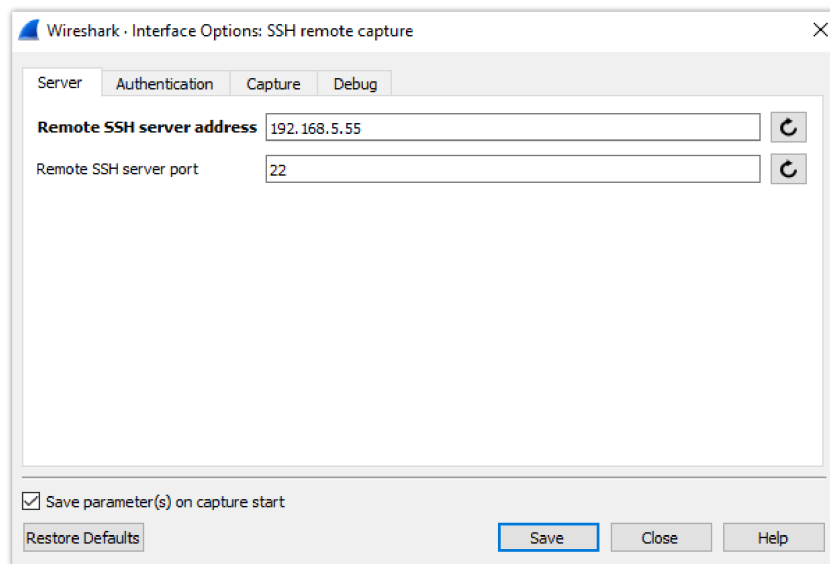 Wireshark · Interface Options: SSH remote capture
Server Authentication Capture Debug
Remote SSH server address 192.168.5.55
Remote SSH server port 22
Save parameter(s) on capture start
Restore Defaults Save Close Help